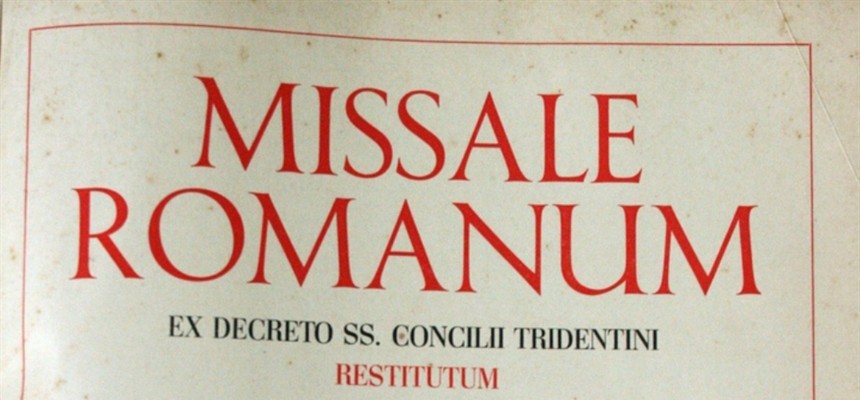 MISSALE
ROMANUM
EX DECRETO SS. CONCILII TRIDENTINI
RESTITUTUM